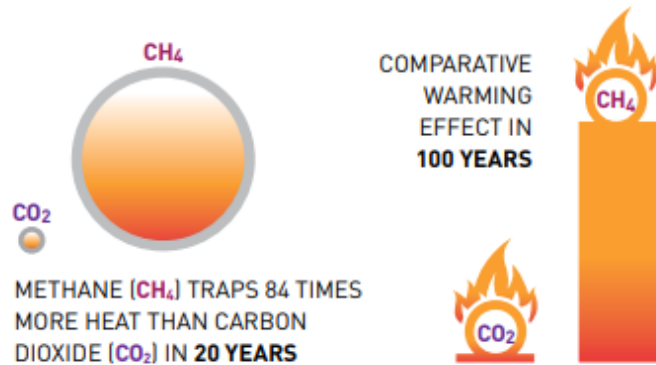 CH₄
CO₂
METHANE (CH₄) TRAPS 84 TIMES
MORE HEAT THAN CARBON
DIOXIDE (CO₂) IN 20 YEARS
COMPARATIVE
WARMING
EFFECT IN
100 YEARS
CO₂
CH₄